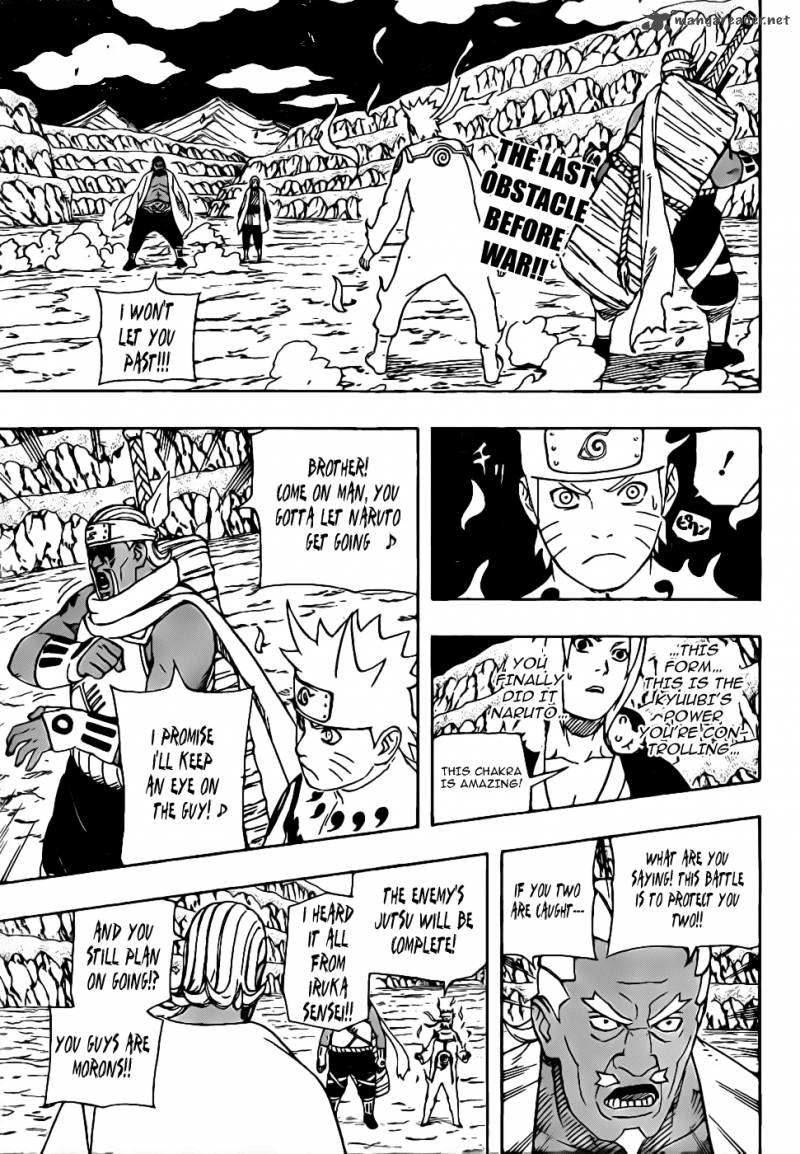 mangareader.net
THE LAST
OBSTACLE
BEFORE
WAR!!
I WON'T
LET YOU
PAST!!!
!
BROTHER!
COME ON MAN, YOU
GOTTA LET NARUTO
GET GOING ♪
I PROMISE
I'LL KEEP
AN EYE ON
THE GUY! ♪
...THIS
FORM...
THIS IS THE
KYUUBI'S
POWER
YOU'RE CON-
TROLLING...
YOU
FINALLY
DID IT
NARUTO...
THIS CHAKRA
IS AMAZING!
WHAT ARE YOU
SAYING! THIS BATTLE
IS TO PROTECT YOU
TWO!!
IF YOU TWO
ARE CAUGHT---
THE ENEMY'S
JUTSU WILL BE
COMPLETE!
I HEARD
IT ALL
FROM
IRUKA
SENSEI!!
AND YOU
STILL PLAN
ON GOING!?
YOU GUYS ARE
MORONS!!